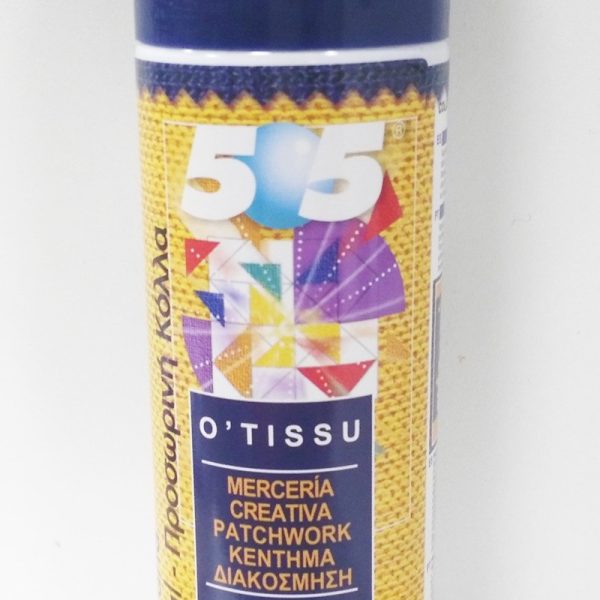 505®
O'TISSU
MERCERÍA
CREATIVA
PATCHWORK
ΚΕΝΤΗΜΑ
ΔΙΑΚΟΣΜΗΣΗ
- Προσωρινή Κόλλα